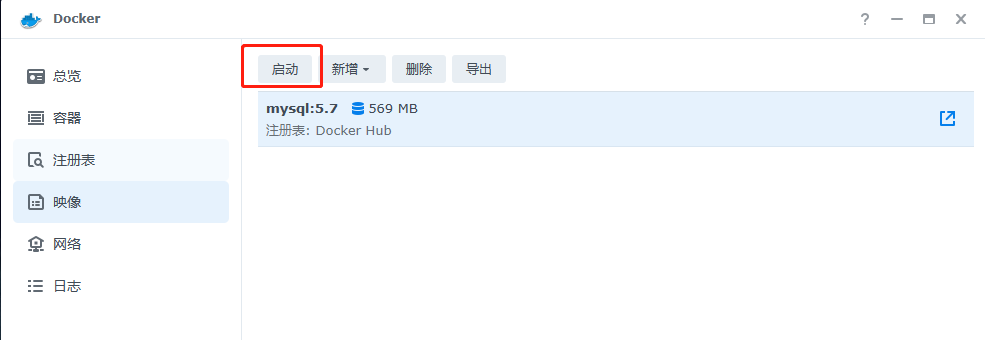 Docker
总览
容器
注册表
映像
网络
日志
启动 新增 删除 导出
mysql:5.7 569 MB
注册表: Docker Hub